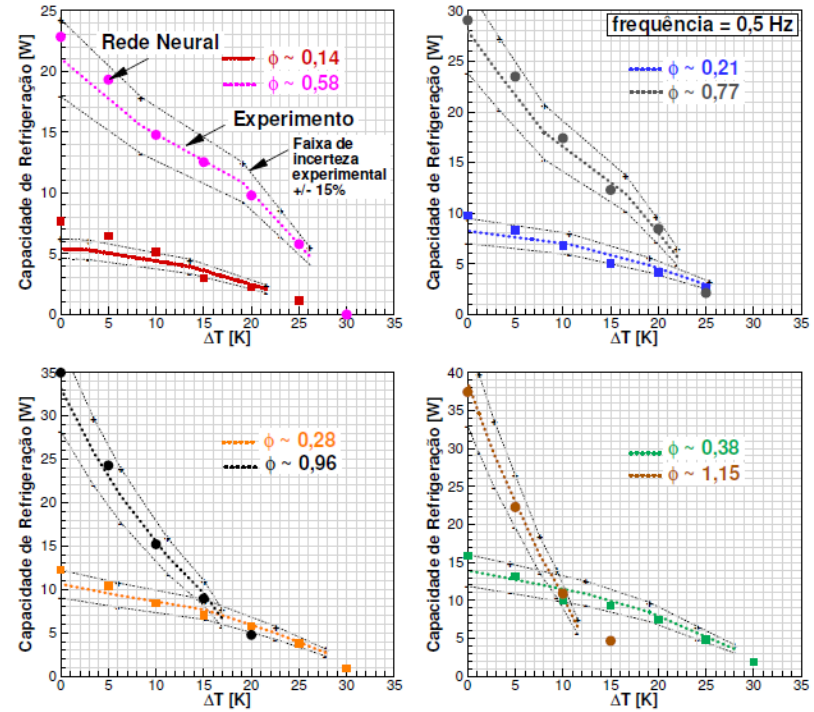 Capacidade de Refrigeração [W]
25
20
15
10
5
0
Rede Neural
ϕ ~ 0,14
ϕ ~ 0,58
Experimento
Faixa de
incerteza
experimental
+/- 15%
0 5 10 15 20 25 30 35
ΔT [K]
Capacidade de Refrigeração [W]
30
25
20
15
10
5
0
frequência = 0,5 Hz
ϕ ~ 0,21
ϕ ~ 0,77
0 5 10 15 20 25 30 35
ΔT [K]
Capacidade de Refrigeração [W]
35
30
25
20
15
10
5
0
ϕ ~ 0,28
ϕ ~ 0,96
0 5 10 15 20 25 30 35
ΔT [K]
Capacidade de Refrigeração [W]
40
35
30
25
20
15
10
5
0
ϕ ~ 0,38
ϕ ~ 1,15
0 5 10 15 20 25 30 35
ΔT [K]